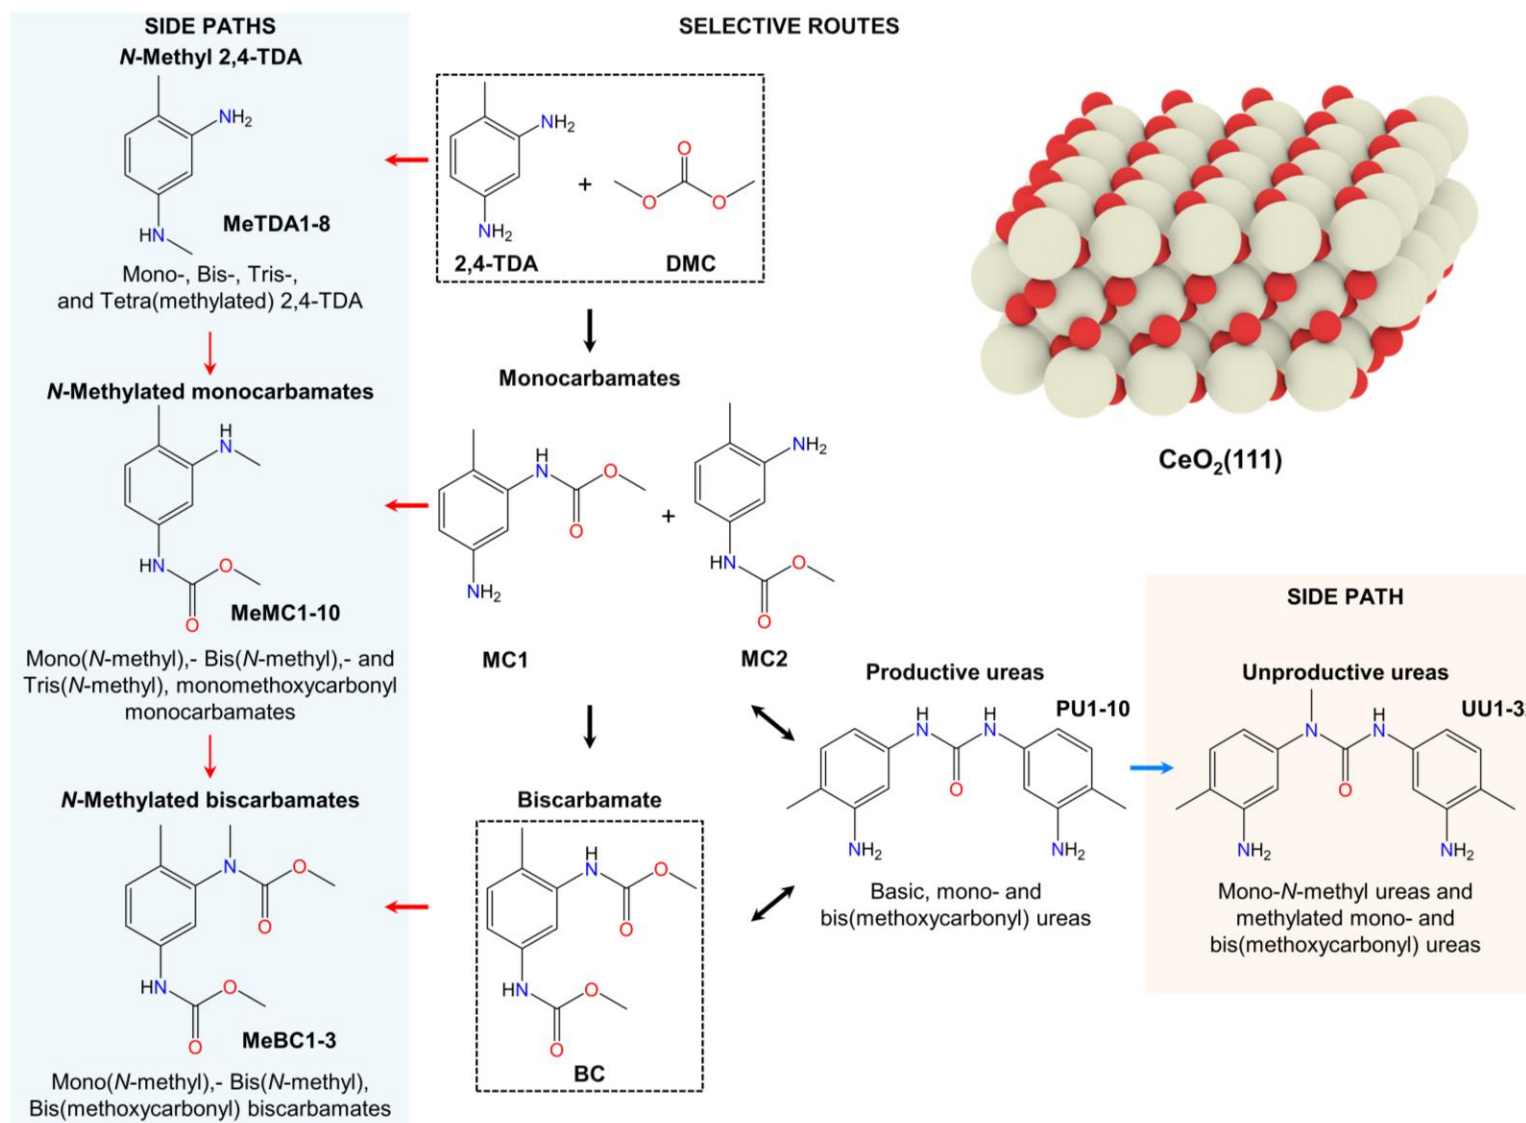 SIDE PATHS
N-Methyl 2,4-TDA
NH2
HN
MeTDA1-8
Mono-, Bis-, Tris-,
and Tetra(methylated) 2,4-TDA
N-Methylated monocarbamates
H
N
HN
O
O
MeMC1-10
Mono(N-methyl),- Bis(N-methyl),- and
Tris(N-methyl), monomethoxycarbonyl
monocarbamates
N-Methylated biscarbamates
N
O
O
HN
O
O
MeBC1-3
Mono(N-methyl),- Bis(N-methyl),
Bis(methoxycarbonyl) biscarbamates
SELECTIVE ROUTES
NH2
NH2
2,4-TDA
+
O
O
O
DMC
Monocarbamates
H
N
O
O
NH2
MC1
+
NH2
HN
O
O
MC2
Biscarbamate
H
N
O
O
HN
O
O
BC
CeO2(111)
Productive ureas
PU1-10
H
N
H
N
O
NH2
NH2
Basic, mono- and
bis(methoxycarbonyl) ureas
SIDE PATH
Unproductive ureas
N
H
N
O
NH2
NH2
Mono-N-methyl ureas and
methylated mono- and
bis(methoxycarbonyl) ureas